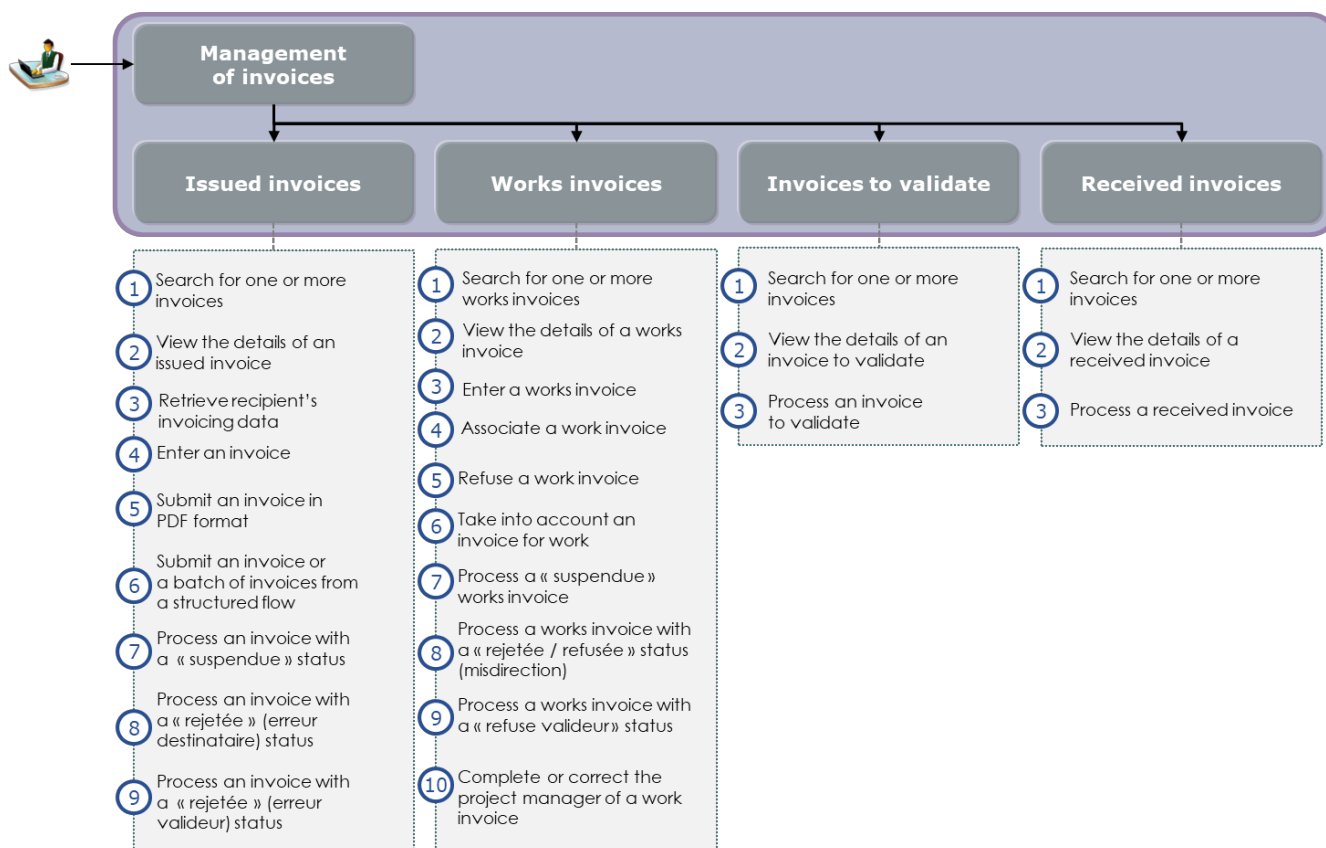 Management
of invoices
Issued invoices
Works invoices
Invoices to validate
Received invoices
1 Search for one or more
invoices
2 View the details of an
issued invoice
3 Retrieve recipient's
invoicing data
4 Enter an invoice
5 Submit an invoice in
PDF format
6 Submit an invoice or
a batch of invoices from
a structured flow
7 Process an invoice with
a « suspendue » status
8 Process an invoice with
a « rejetée » (erreur
destinataire) status
9 Process an invoice with
a « rejetée » (erreur
valideur) status
1 Search for one or more
works invoices
2 View the details of a works
invoice
3 Enter a works invoice
4 Associate a work invoice
5 Refuse a work invoice
6 Take into account an
invoice for work
7 Process a « suspendue »
works invoice
8 Process a works invoice with
a « rejetée / refusée » status
(misdirection)
9 Process a works invoice with
a « refuse valideur » status
10 Complete or correct the
project manager of a work
invoice
1 Search for one or more
invoices
2 View the details of an
invoice to validate
3 Process an invoice
to validate
1 Search for one or more
invoices
2 View the details of a
received invoice
3 Process a received invoice